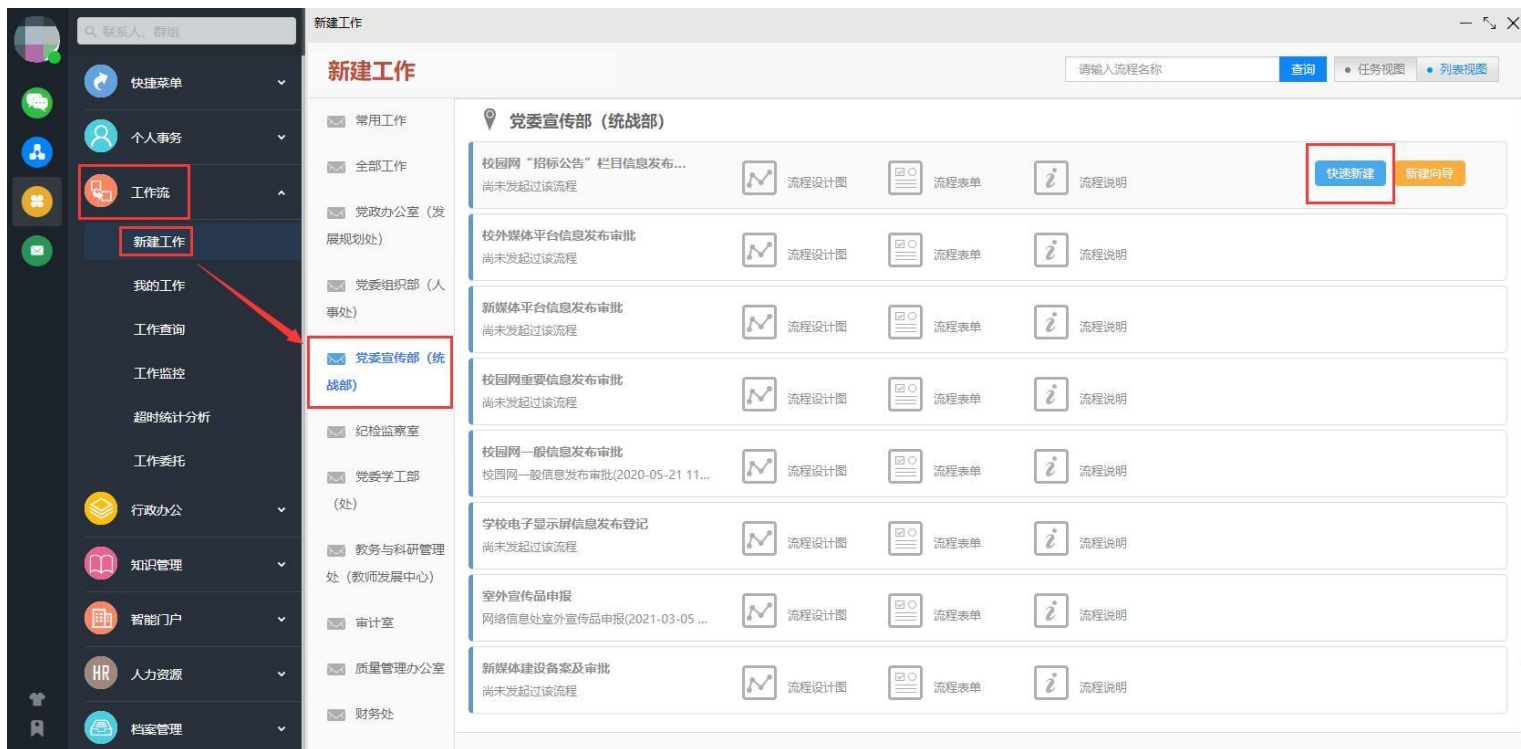 联系人、群组
快捷菜单
个人事务
工作流
新建工作
我的工作
工作查询
工作监控
超时统计分析
工作委托
行政办公
知识管理
智能门户
HR 人力资源
档案管理
新建工作
新建工作
请输入流程名称 查询 任务视图 列表视图
常用工作
全部工作
党政办公室（发
展规划处）
党委组织部（人
事处）
党委宣传部（统
战部）
纪检监察室
党委学工部
（处）
教务与科研管理
处（教师发展中心）
审计室
质量管理办公室
财务处
党委宣传部（统战部）
校园网“招标公告”栏目信息发布...
尚未发起过该流程
流程设计图 流程表单 流程说明 快速新建 新建向导
校外媒体平台信息发布审批
尚未发起过该流程
流程设计图 流程表单 流程说明
新媒体平台信息发布审批
尚未发起过该流程
流程设计图 流程表单 流程说明
校园网重要信息发布审批
尚未发起过该流程
流程设计图 流程表单 流程说明
校园网一般信息发布审批
校园网一般信息发布审批(2020-05-21 11...
流程设计图 流程表单 流程说明
学校电子显示屏信息发布登记
尚未发起过该流程
流程设计图 流程表单 流程说明
室外宣传品申报
网络信息处室外宣传品申报(2021-03-05 ...
流程设计图 流程表单 流程说明
新媒体建设备案及审批
尚未发起过该流程
流程设计图 流程表单 流程说明